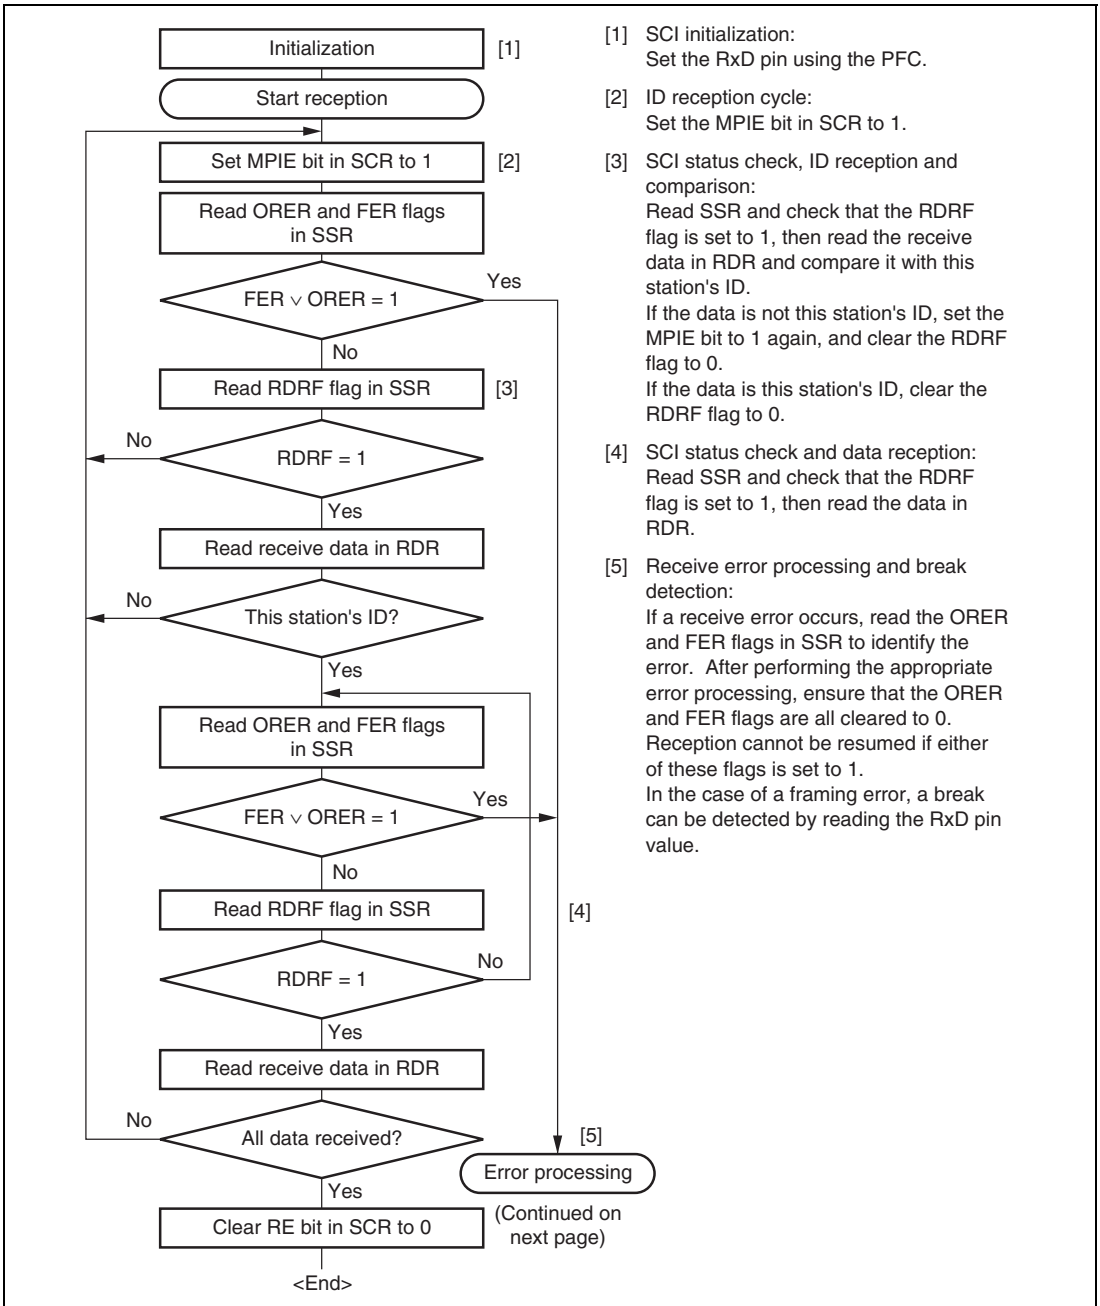 Initialization
[1]
Start reception
Set MPIE bit in SCR to 1
[2]
Read ORER and FER flags
in SSR
FER ∨ ORER = 1
Yes
No
Read RDRF flag in SSR
[3]
No
RDRF = 1
Yes
Read receive data in RDR
No
This station's ID?
Yes
Read ORER and FER flags
in SSR
FER ∨ ORER = 1
Yes
No
Read RDRF flag in SSR
[4]
RDRF = 1
No
Yes
Read receive data in RDR
No
All data received?
[5]
Error processing
Yes
(Continued on
next page)
Clear RE bit in SCR to 0
<End>
[1] SCI initialization:
Set the RxD pin using the PFC.
[2] ID reception cycle:
Set the MPIE bit in SCR to 1.
[3] SCI status check, ID reception and
comparison:
Read SSR and check that the RDRF
flag is set to 1, then read the receive
data in RDR and compare it with this
station's ID.
If the data is not this station's ID, set the
MPIE bit to 1 again, and clear the RDRF
flag to 0.
If the data is this station's ID, clear the
RDRF flag to 0.
[4] SCI status check and data reception:
Read SSR and check that the RDRF
flag is set to 1, then read the data in
RDR.
[5] Receive error processing and break
detection:
If a receive error occurs, read the ORER
and FER flags in SSR to identify the
error. After performing the appropriate
error processing, ensure that the ORER
and FER flags are all cleared to 0.
Reception cannot be resumed if either
of these flags is set to 1.
In the case of a framing error, a break
can be detected by reading the RxD pin
value.